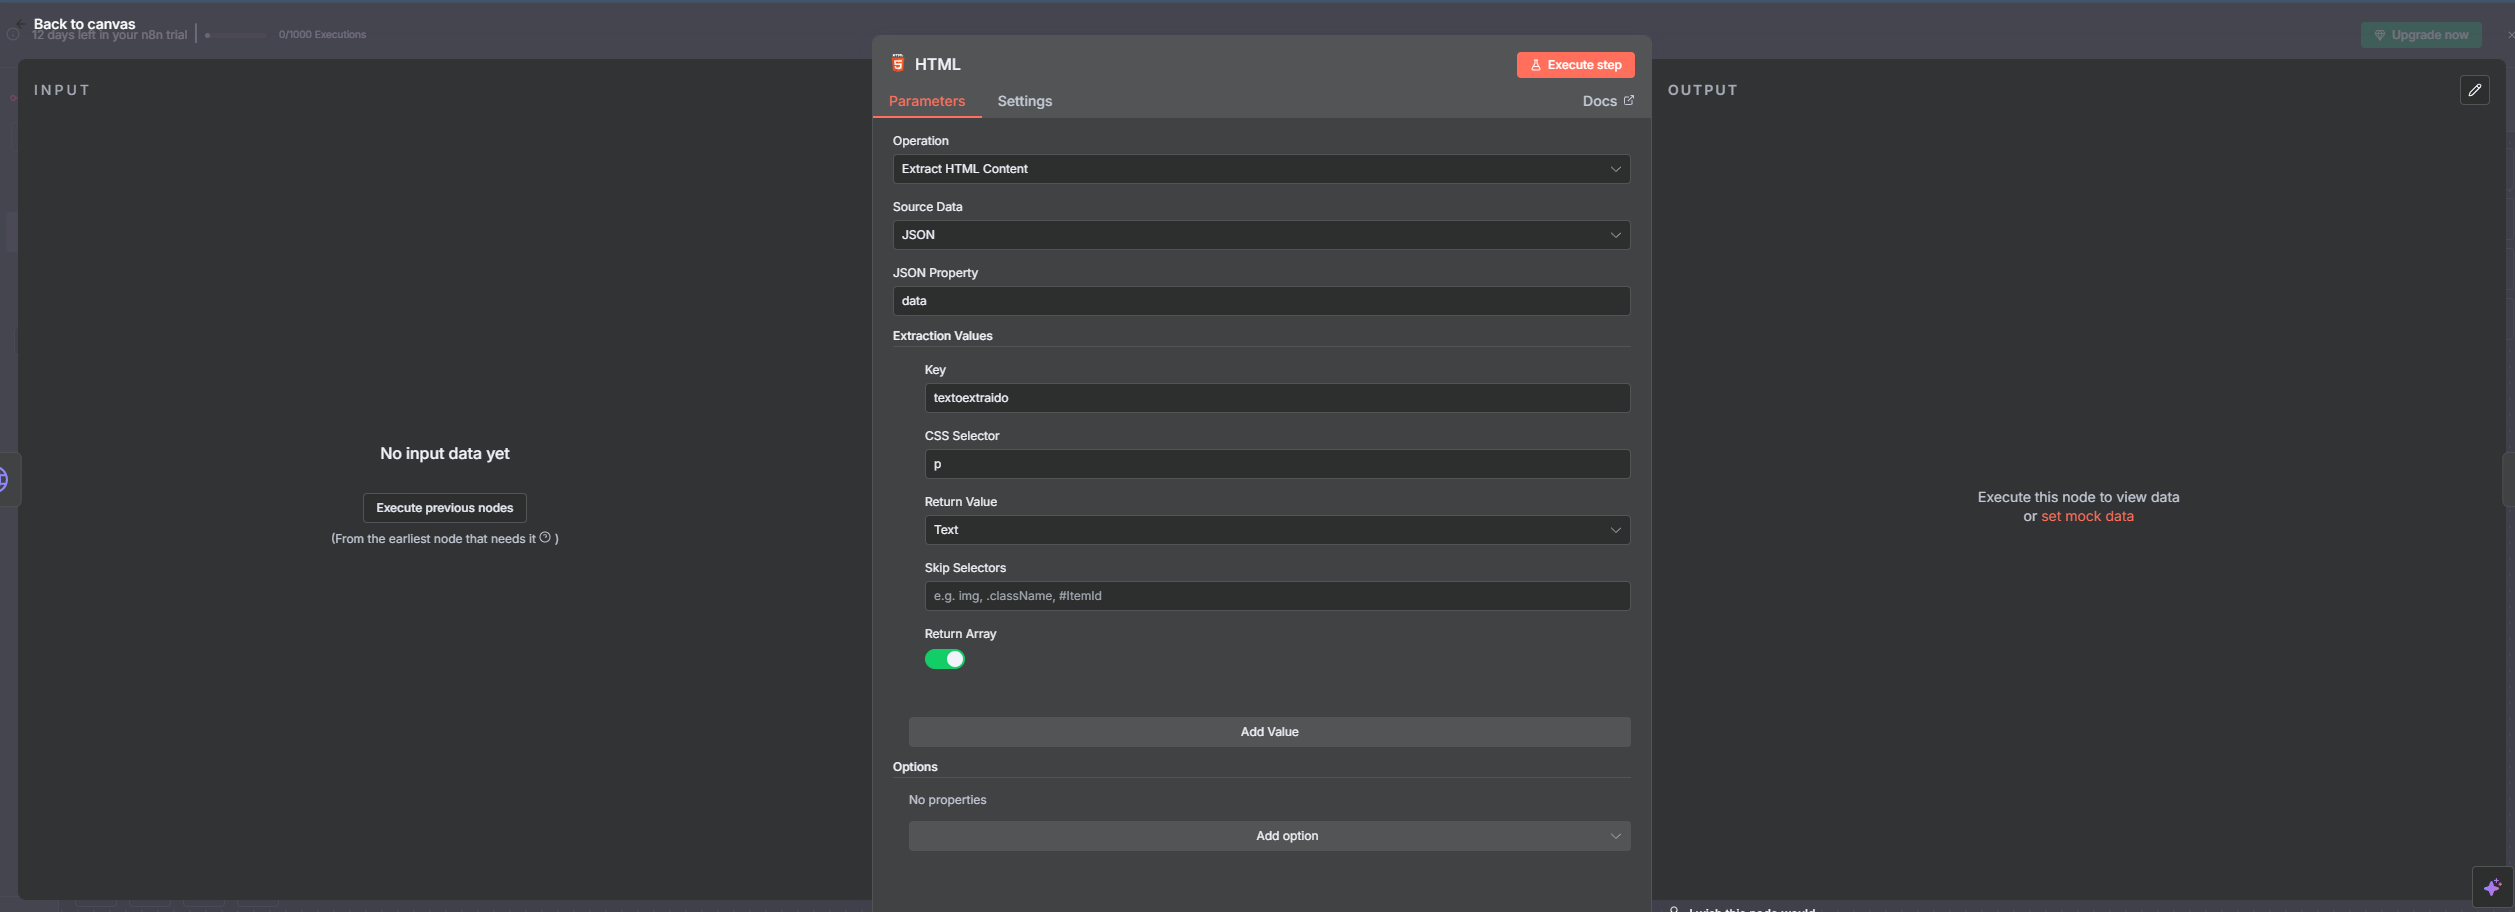 Back to canvas
12 days left in your n8n trial
0/1000 Executions
Upgrade now
INPUT
No input data yet
Execute previous nodes
(From the earliest node that needs it ? )
HTML
Execute step
Parameters
Settings
Docs
Operation
Extract HTML Content
Source Data
JSON
JSON Property
data
Extraction Values
Key
textoextraido
CSS Selector
p
Return Value
Text
Skip Selectors
e.g. img, .className, #ItemId
Return Array
Add Value
Options
No properties
Add option
OUTPUT
Execute this node to view data
or set mock data
I wish this node would